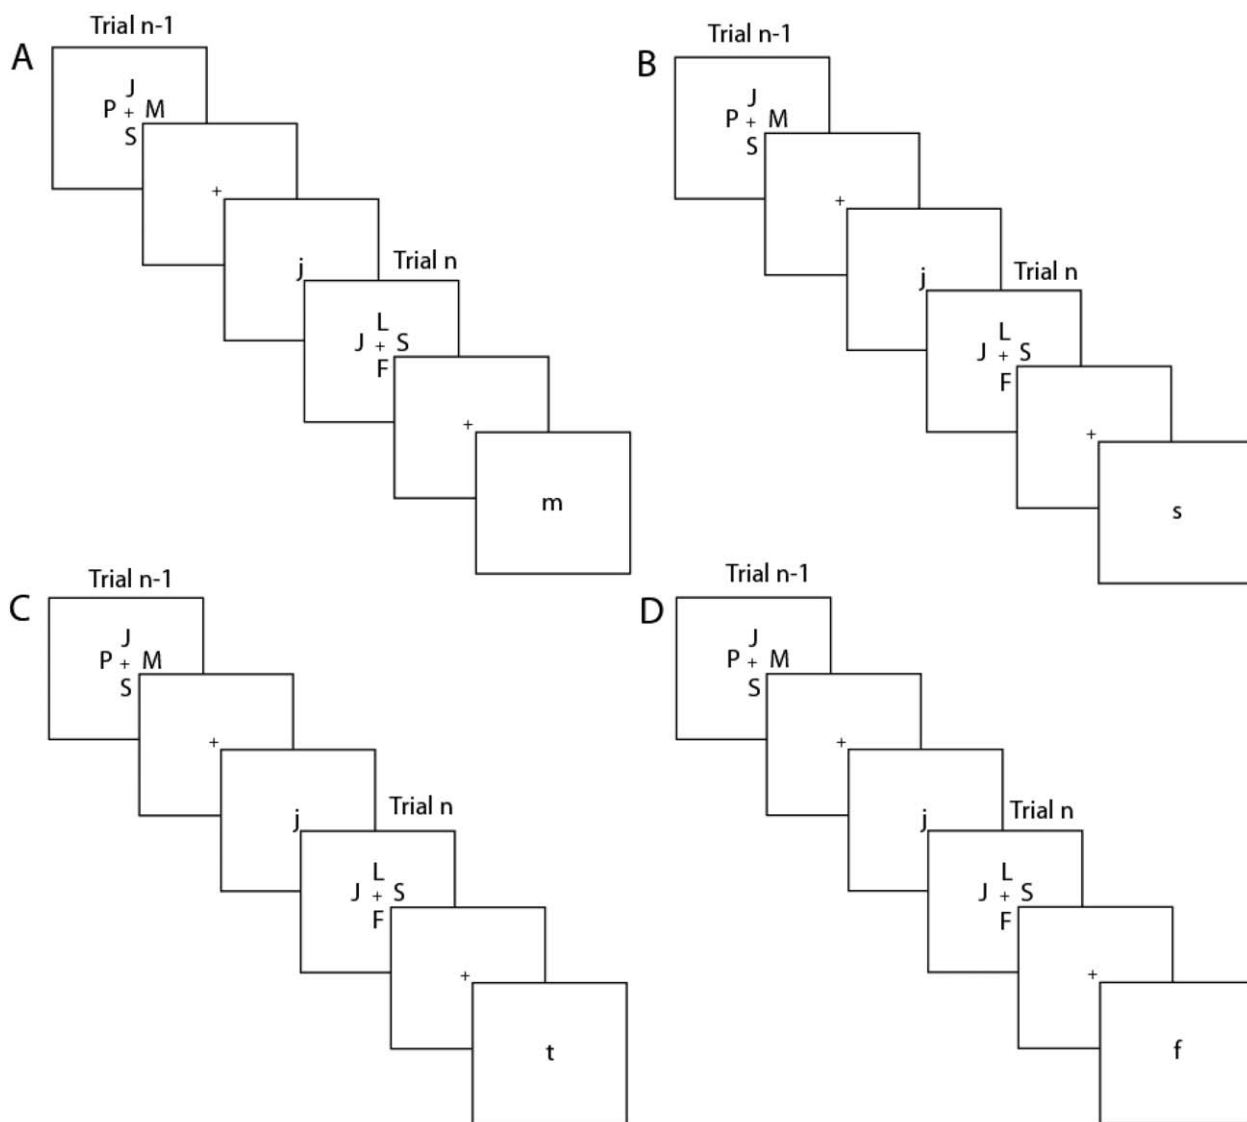 A
Trial n-1
J
P + M
S
+
j
Trial n
L
J + S
F
+
m
B
Trial n-1
J
P + M
S
+
j
Trial n
L
J + S
F
+
s
C
Trial n-1
J
P + M
S
+
j
Trial n
L
J + S
F
+
t
D
Trial n-1
J
P + M
S
+
j
Trial n
L
J + S
F
+
f